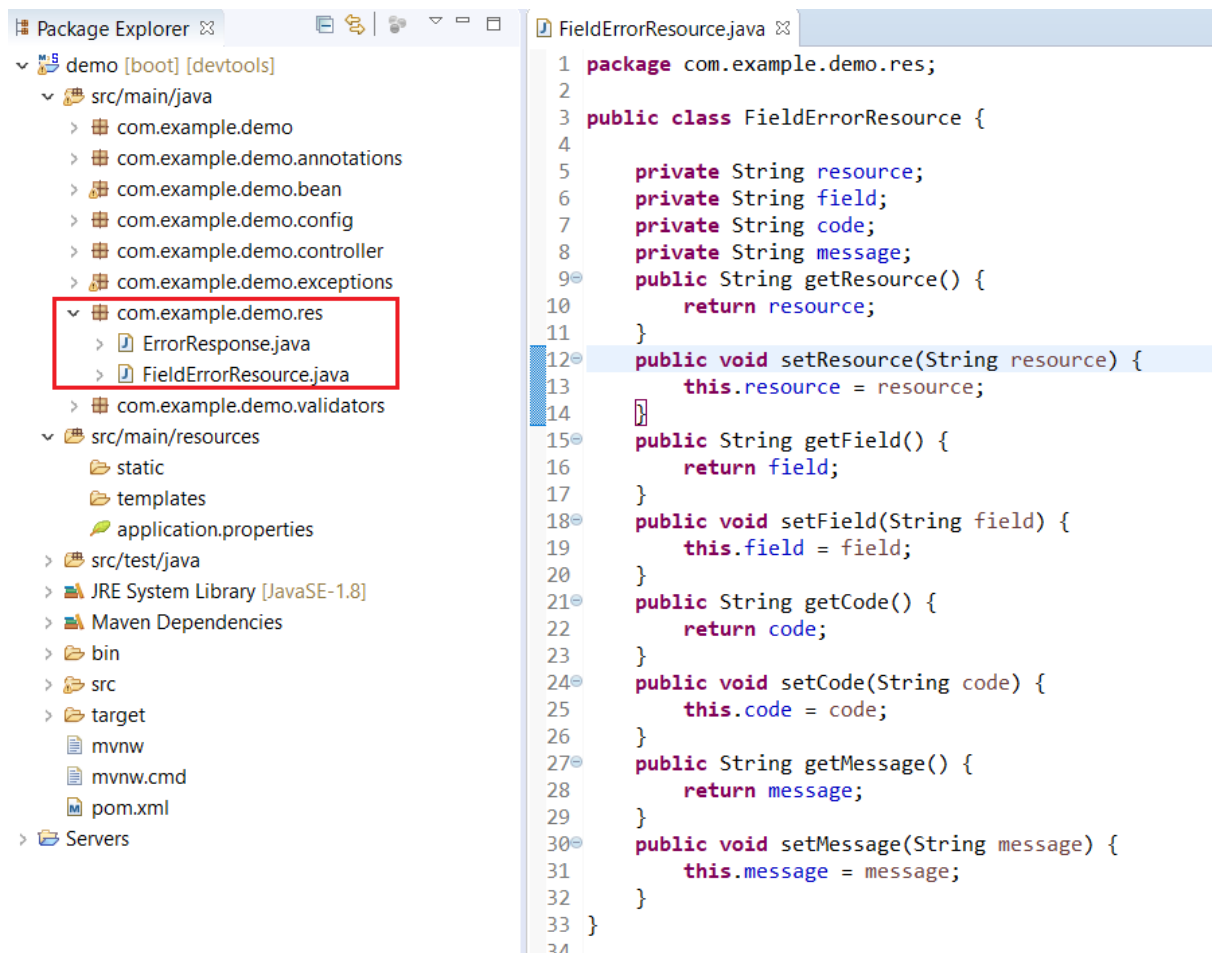 Package Explorer
demo [boot] [devtools]
src/main/java
com.example.demo
com.example.demo.annotations
com.example.demo.bean
com.example.demo.config
com.example.demo.controller
com.example.demo.exceptions
com.example.demo.res
ErrorResponse.java
FieldErrorResource.java
com.example.demo.validators
src/main/resources
static
templates
application.properties
src/test/java
JRE System Library [JavaSE-1.8]
Maven Dependencies
bin
src
target
mvnw
mvnw.cmd
pom.xml
Servers
FieldErrorResource.java
1 package com.example.demo.res;
2
3 public class FieldErrorResource {
4
5 private String resource;
6 private String field;
7 private String code;
8 private String message;
9 public String getResource() {
10 return resource;
11 }
12 public void setResource(String resource) {
13 this.resource = resource;
14 }
15 public String getField() {
16 return field;
17 }
18 public void setField(String field) {
19 this.field = field;
20 }
21 public String getCode() {
22 return code;
23 }
24 public void setCode(String code) {
25 this.code = code;
26 }
27 public String getMessage() {
28 return message;
29 }
30 public void setMessage(String message) {
31 this.message = message;
32 }
33 }
34